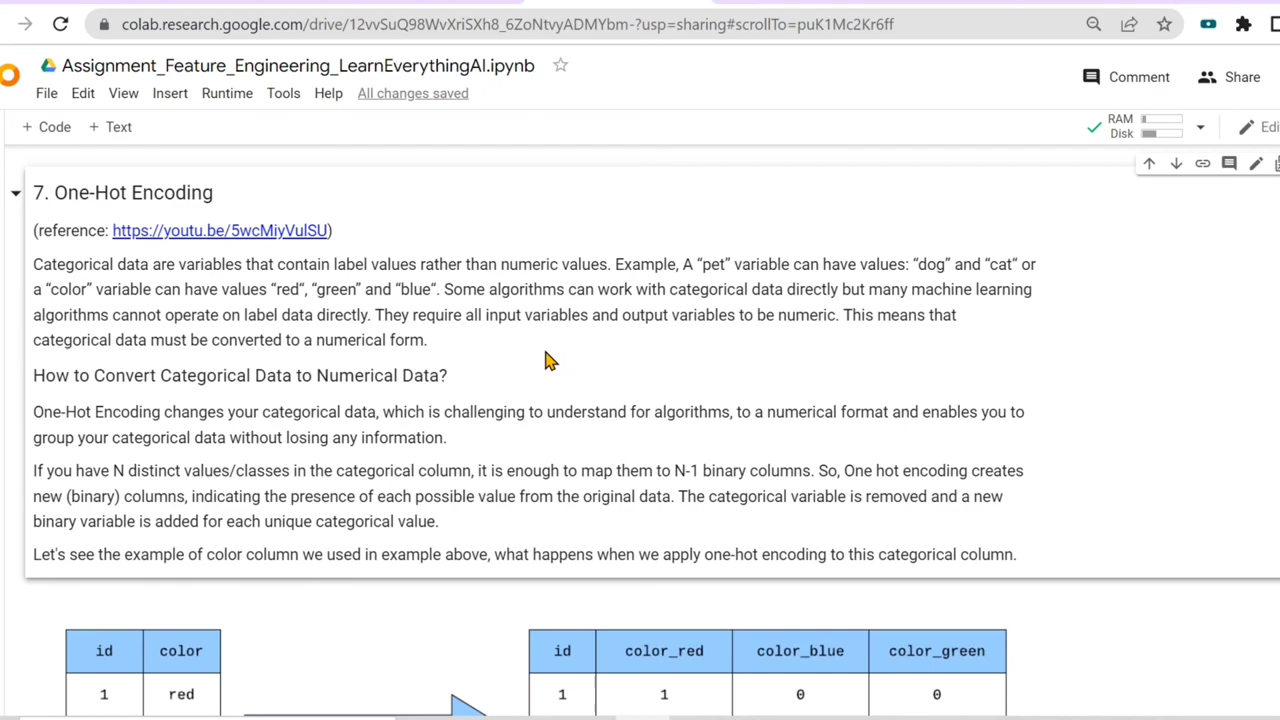 colab.research.google.com/drive/12vvSuQ98WvXriSXh8_6ZoNtvyADMYbm-?usp=sharing#scrollTo=puK1Mc2Kr6ff
Assignment_Feature_Engineering_LearnEverythingAI.ipynb
Comment
Share
File Edit View Insert Runtime Tools Help All changes saved
+ Code + Text
RAM
Disk
Edi
7. One-Hot Encoding
(reference: https://youtu.be/5wcMiyVulSU)
Categorical data are variables that contain label values rather than numeric values. Example, A “pet” variable can have values: “dog” and “cat“ or
a “color” variable can have values “red“, “green” and “blue“. Some algorithms can work with categorical data directly but many machine learning
algorithms cannot operate on label data directly. They require all input variables and output variables to be numeric. This means that
categorical data must be converted to a numerical form.
How to Convert Categorical Data to Numerical Data?
One-Hot Encoding changes your categorical data, which is challenging to understand for algorithms, to a numerical format and enables you to
group your categorical data without losing any information.
If you have N distinct values/classes in the categorical column, it is enough to map them to N-1 binary columns. So, One hot encoding creates
new (binary) columns, indicating the presence of each possible value from the original data. The categorical variable is removed and a new
binary variable is added for each unique categorical value.
Let's see the example of color column we used in example above, what happens when we apply one-hot encoding to this categorical column.
id color
1 red
id color_red color_blue color_green
1 1 0 0